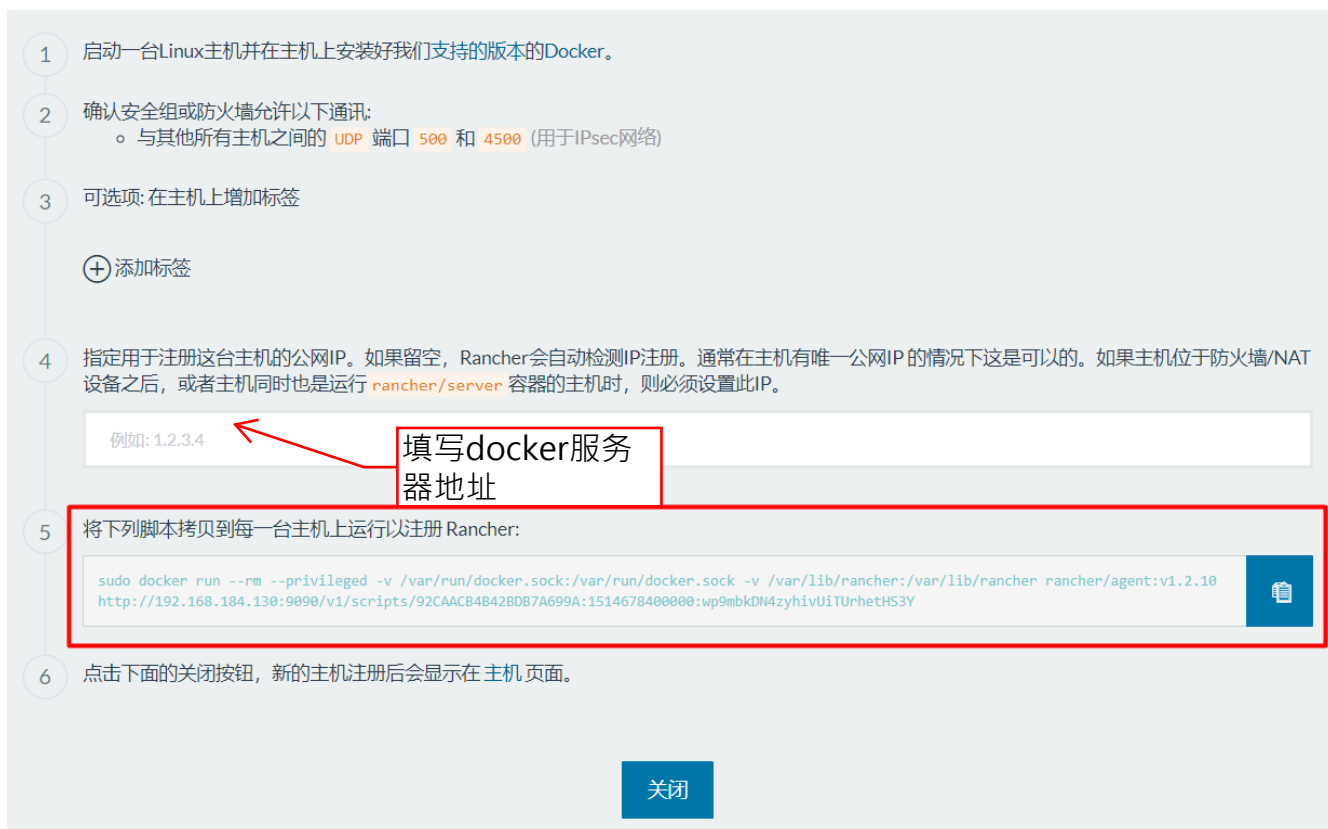 1 启动一台Linux主机并在主机上安装好我们支持的版本的Docker。
2 确认安全组或防火墙允许以下通讯:
与其他所有主机之间的 UDP 端口 500 和 4500 (用于IPsec网络)
3 可选项: 在主机上增加标签
添加标签
4 指定用于注册这台主机的公网IP。如果留空，Rancher会自动检测IP注册。通常在主机有唯一公网IP 的情况下这是可以的。如果主机位于防火墙/NAT
设备之后，或者主机同时也是运行 rancher/server 容器的主机时，则必须设置此IP。
例如: 1.2.3.4
填写docker服务
器地址
5 将下列脚本拷贝到每一台主机上运行以注册 Rancher:
sudo docker run --rm --privileged -v /var/run/docker.sock:/var/run/docker.sock -v /var/lib/rancher:/var/lib/rancher rancher/agent:v1.2.10
http://192.168.184.130:9090/v1/scripts/92CAACB4B42BDB7A699A:1514678400000:wp9mbkDN4zyhivUiTUrhetHS3Y
6 点击下面的关闭按钮，新的主机注册后会显示在 主机 页面。
关闭